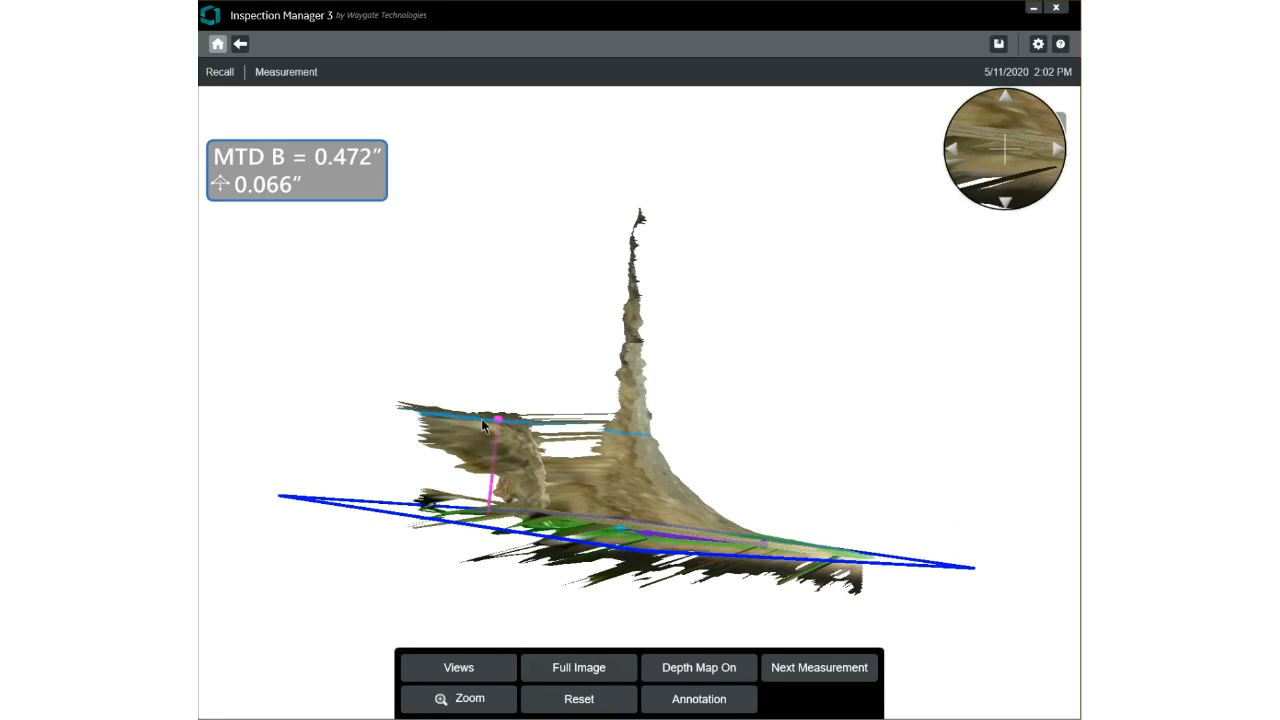 Inspection Manager 3 by Waygate Technologies
Recall | Measurement
5/11/2020 2:02 PM
MTD B = 0.472"
0.066"
Views
Full Image
Depth Map On
Next Measurement
Zoom
Reset
Annotation